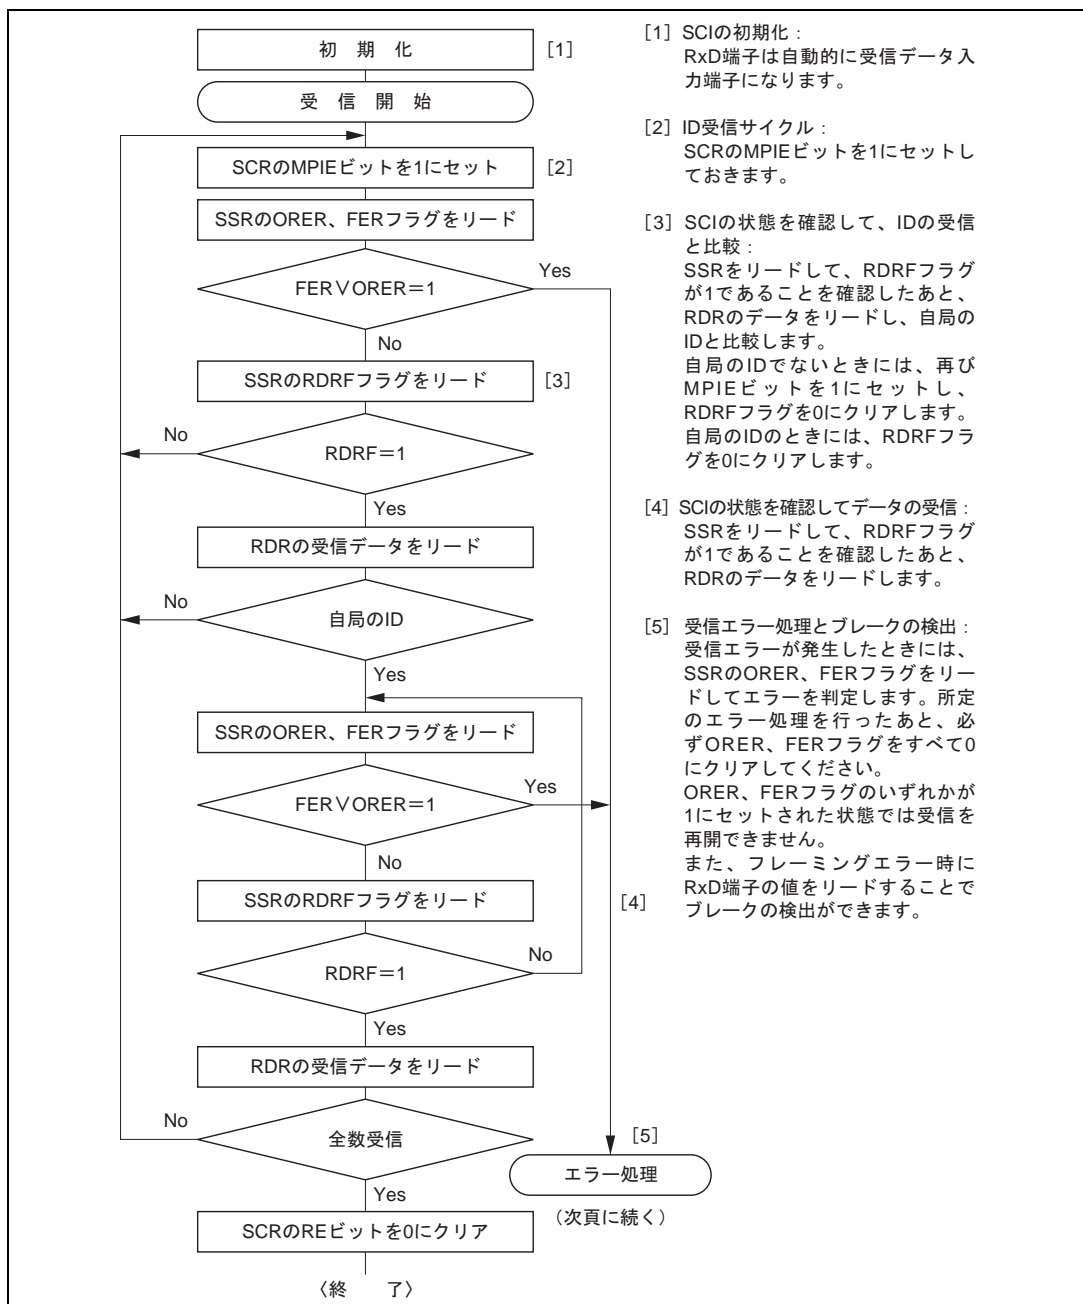 初　期　化
[1]
受　信　開　始
SCRのMPIEビットを1にセット
[2]
SSRのORER、FERフラグをリード
FER∨ORER＝1
Yes
No
SSRのRDRFフラグをリード
[3]
RDRF＝1
No
Yes
RDRの受信データをリード
自局のID
No
Yes
SSRのORER、FERフラグをリード
FER∨ORER＝1
Yes
No
SSRのRDRFフラグをリード
[4]
RDRF＝1
No
Yes
RDRの受信データをリード
全数受信
No
Yes
[5]
エラー処理
（次頁に続く）
SCRのREビットを0にクリア
〈終　　了〉
[1] SCIの初期化：
RxD端子は自動的に受信データ入
力端子になります。
[2] ID受信サイクル：
SCRのMPIEビットを1にセットし
ておきます。
[3] SCIの状態を確認して、IDの受信
と比較：
SSRをリードして、RDRFフラグ
が1であることを確認したあと、
RDRのデータをリードし、自局の
IDと比較します。
自局のIDでないときには、再び
MPIEビットを1にセットし、
RDRFフラグを0にクリアします。
自局のIDのときには、RDRFフラ
グを0にクリアします。
[4] SCIの状態を確認してデータの受信：
SSRをリードして、RDRFフラグ
が1であることを確認したあと、
RDRのデータをリードします。
[5] 受信エラー処理とブレークの検出：
受信エラーが発生したときには、
SSRのORER、FERフラグをリー
ドしてエラーを判定します。所定
のエラー処理を行ったあと、必
ずORER、FERフラグをすべて0
にクリアしてください。
ORER、FERフラグのいずれかが
1にセットされた状態では受信を
再開できません。
また、フレーミングエラー時に
RxD端子の値をリードすることで
ブレークの検出ができます。